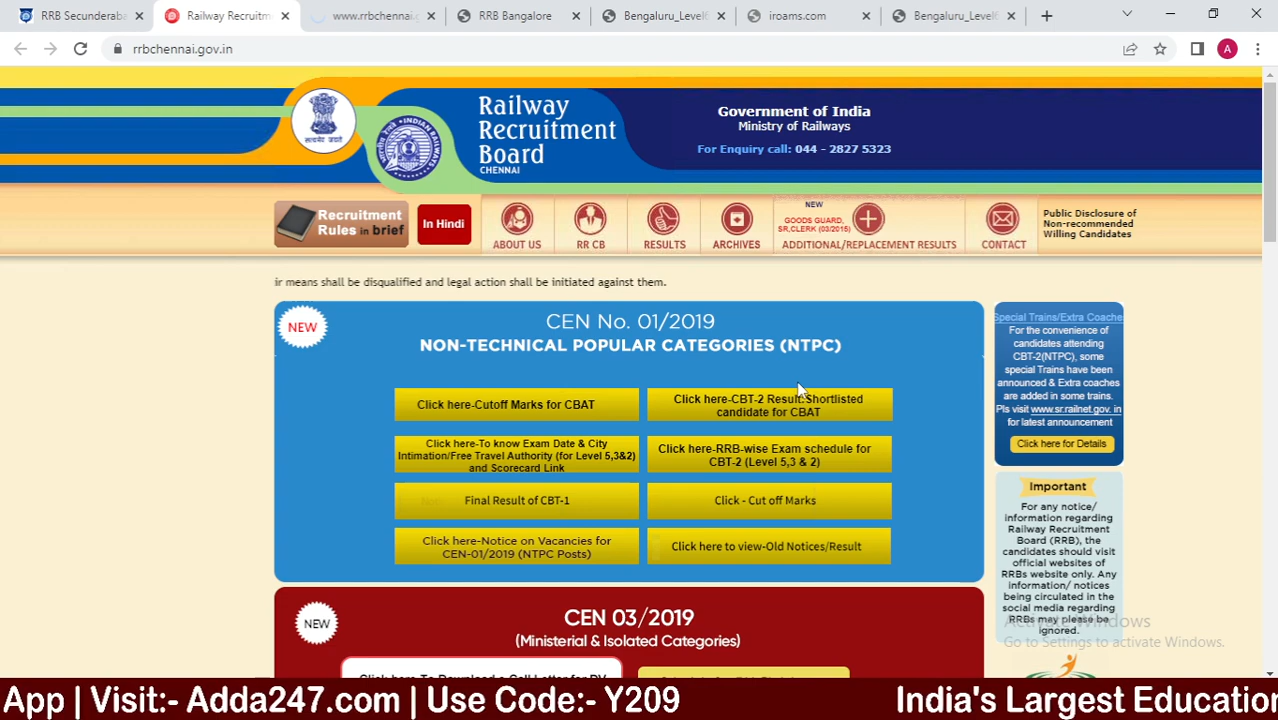 RRB Secunderaba
Railway Recruitm
www.rrbchennai.g
RRB Bangalore
Bengaluru_Level6
iroams.com
Bengaluru_Level6
rrbchennai.gov.in
A
सत्यमेव जयते
INDIAN RAILWAYS
Railway
Recruitment
Board
CHENNAI
Government of India
Ministry of Railways
For Enquiry call: 044 - 2827 5323
Recruitment
Rules in brief
In Hindi
ABOUT US
RR CB
RESULTS
ARCHIVES
NEW
GOODS GUARD,
SR,CLERK (03/2015)
ADDITIONAL/REPLACEMENT RESULTS
CONTACT
Public Disclosure of
Non-recommended
Willing Candidates
ir means shall be disqualified and legal action shall be initiated against them.
NEW
CEN No. 01/2019
NON-TECHNICAL POPULAR CATEGORIES (NTPC)
Click here-Cutoff Marks for CBAT
Click here-CBT-2 Result:Shortlisted
candidate for CBAT
Click here-To know Exam Date & City
Intimation/Free Travel Authority (for Level 5,3&2)
and Scorecard Link
Click here-RRB-wise Exam schedule for
CBT-2 (Level 5,3 & 2)
Final Result of CBT-1
Click - Cut off Marks
Click here-Notice on Vacancies for
CEN-01/2019 (NTPC Posts)
Click here to view-Old Notices/Result
Special Trains/Extra Coache
For the convenience of
candidates attending
CBT-2(NTPC), some
special Trains have been
announced & Extra coaches
are added in some trains.
Pls visit www.sr.railnet.gov. in
for latest announcement
Click here for Details
Important
For any notice/
information regarding
Railway Recruitment
Board (RRB), the
candidates should visit
official websites of
RRBs website only. Any
information/ notices
being circulated in the
social media regarding
RRBs may please be
ignored.
NEW
CEN 03/2019
(Ministerial & Isolated Categories)
Activate Windows
Go to Settings to activate Windows.
App | Visit:- Adda247.com | Use Code:- Y209
India's Largest Education